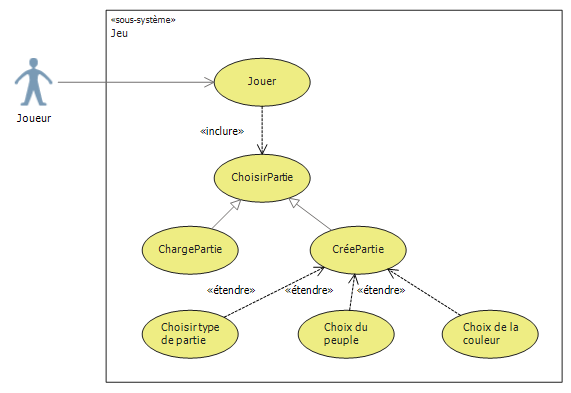 «sous-système»
Jeu
Jouer
Joueur
«inclure»
ChoisirPartie
ChargePartie
CréePartie
«étendre»
«étendre»
«étendre»
Choisir type
de partie
Choix du
peuple
Choix de la
couleur